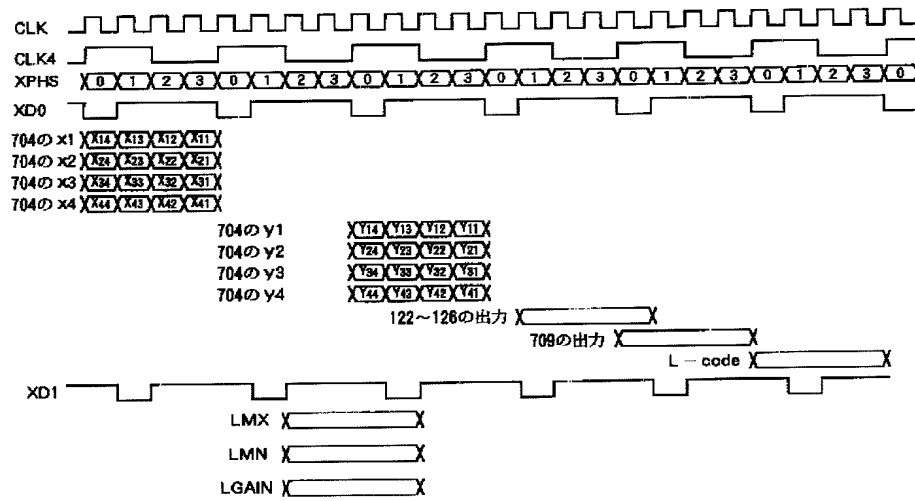 CLK
CLK4
XPHS 0 1 2 3 0 1 2 3 0 1 2 3 0 1 2 3 0 1 2 3 0 1 2 3 0
XD0
704の x1 X14 X13 X12 X11
704の x2 X24 X23 X22 X21
704の x3 X34 X33 X32 X31
704の x4 X44 X43 X42 X41
704の y1 Y14 Y13 Y12 Y11
704の y2 Y24 Y23 Y22 Y21
704の y3 Y34 Y33 Y32 Y31
704の y4 Y44 Y43 Y42 Y41
122～126の出力
709の出力
L－code
XD1
LMX
LMN
LGAIN